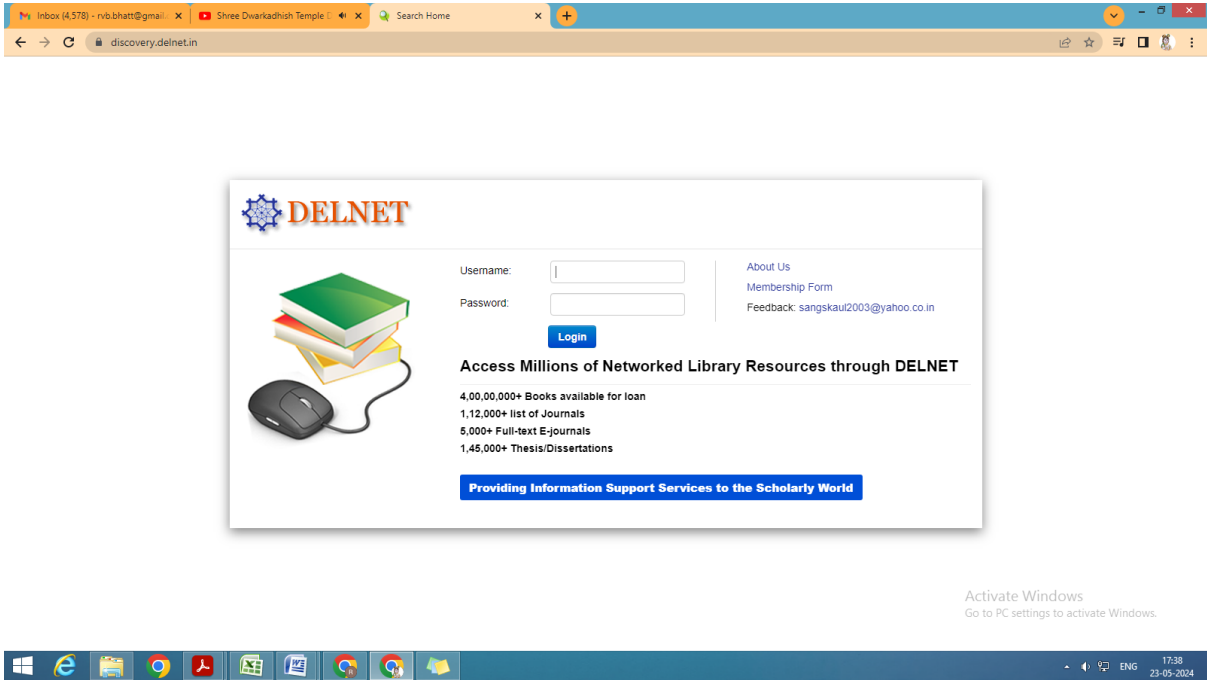 Inbox (4,578) - rvb.bhatt@gmail.
Shree Dwarkadhish Temple
Search Home
discovery.delnet.in
DELNET
Username:
Password:
Login
About Us
Membership Form
Feedback: sangskaul2003@yahoo.co.in
Access Millions of Networked Library Resources through DELNET
4,00,00,000+ Books available for loan
1,12,000+ list of Journals
5,000+ Full-text E-journals
1,45,000+ Thesis/Dissertations
Providing Information Support Services to the Scholarly World
Activate Windows
Go to PC settings to activate Windows.
ENG
17:38
23-05-2024